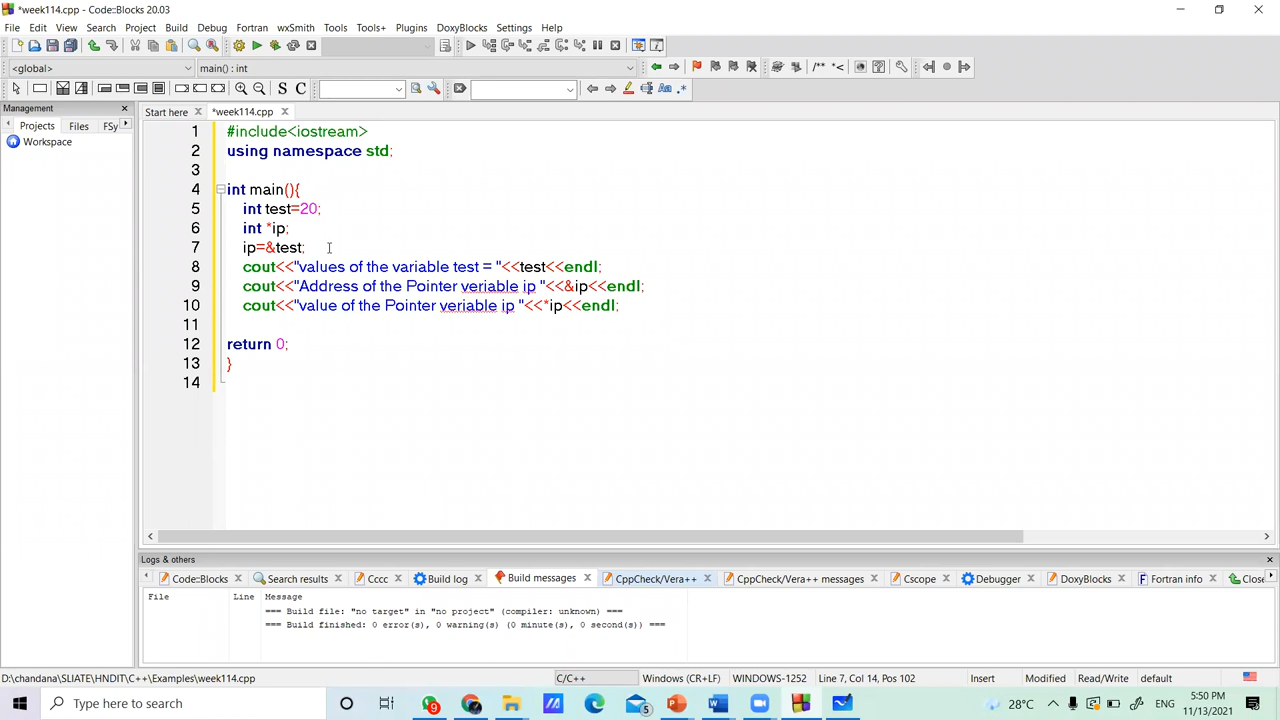 *week114.cpp - Code::Blocks 20.03
File Edit View Search Project Build Debug Fortran wxSmith Tools Tools+ Plugins DoxyBlocks Settings Help
<global> main() : int
S C
Management
Projects Files FSy
Workspace
Start here *week114.cpp
1 #include<iostream>
2 using namespace std;
3
4 int main(){
5 int test=20;
6 int *ip;
7 ip=&test;
8 cout<<"values of the variable test = "<<test<<endl;
9 cout<<"Address of the Pointer veriable ip "<<&ip<<endl;
10 cout<<"value of the Pointer veriable ip "<<*ip<<endl;
11
12 return 0;
13 }
14
Logs & others
Code::Blocks Search results Cccc Build log Build messages CppCheck/Vera++ CppCheck/Vera++ messages Cscope Debugger DoxyBlocks Fortran info Close
File Line Message
=== Build file: "no target" in "no project" (compiler: unknown) ===
=== Build finished: 0 error(s), 0 warning(s) (0 minute(s), 0 second(s)) ===
D:\chandana\SLIATE\HNDIT\C++\Examples\week114.cpp C/C++ Windows (CR+LF) WINDOWS-1252 Line 7, Col 14, Pos 102 Insert Modified Read/Write default
Type here to search 9 5 28°C ENG 5:50 PM
11/13/2021